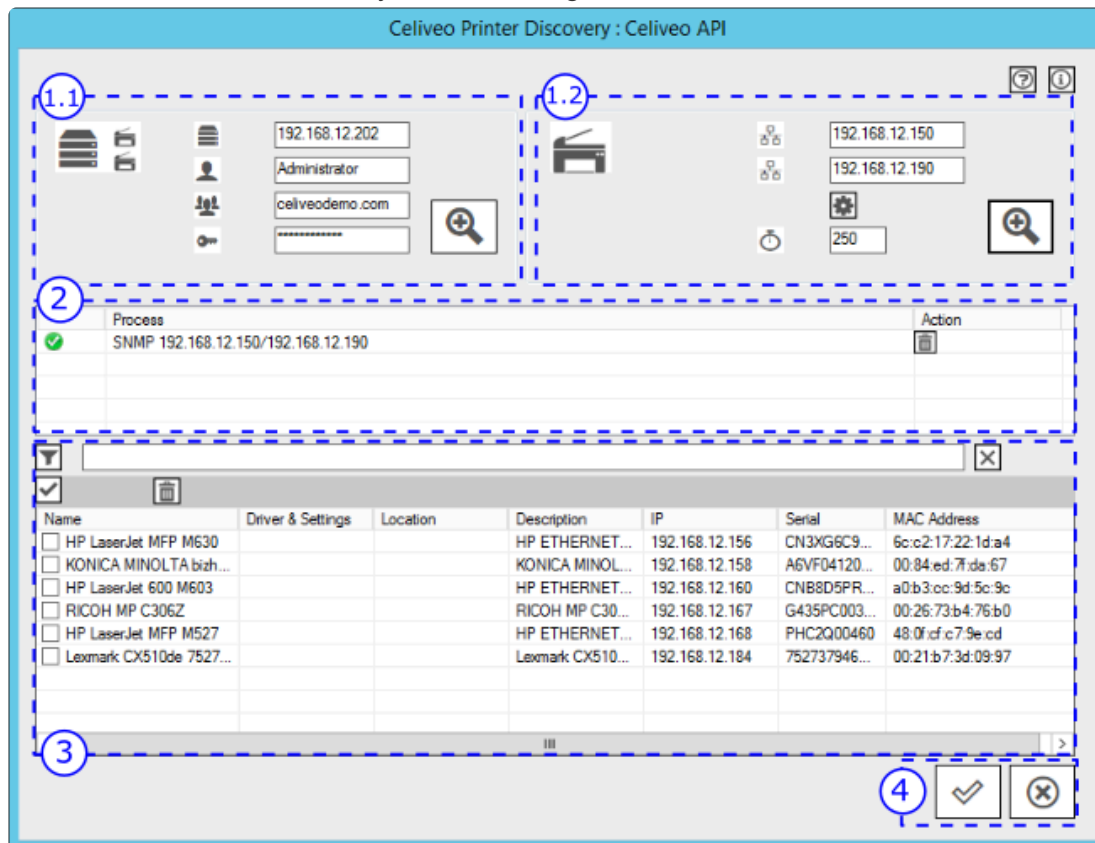 Celiveo Printer Discovery : Celiveo API
1.1
1.2
192.168.12.202
192.168.12.150
Administrator
192.168.12.190
celiveodemo.com
************
250
2
Process Action
SNMP 192.168.12.150/192.168.12.190
Name Driver & Settings Location Description IP Serial MAC Address
HP LaserJet MFP M630 HP ETHERNET... 192.168.12.156 CN3XG6C9... 6c:c2:17:22:1d:a4
KONICA MINOLTA bizh... KONICA MINOL... 192.168.12.158 A6VF04120... 00:84:ed:7f:da:67
HP LaserJet 600 M603 HP ETHERNET... 192.168.12.160 CNB8D5PR... a0:b3:cc:9d:5c:9c
RICOH MP C306Z RICOH MP C30... 192.168.12.167 G435PC003... 00:26:73:b4:76:b0
HP LaserJet MFP M527 HP ETHERNET... 192.168.12.168 PHC2Q00460 48:0f:cf:c7:9e:cd
Lexmark CX510de 7527... Lexmark CX510... 192.168.12.184 752737946... 00:21:b7:3d:09:97
3
4